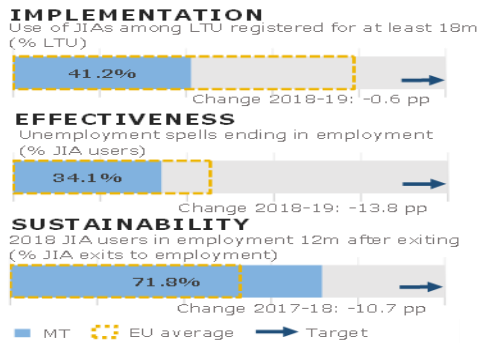 IMPLEMENTATION
Use of JIAs among LTU registered for at least 18m
(% LTU)
41.2%
Change 2018-19: -0.6 pp
EFFECTIVENESS
Unemployment spells ending in employment
(% JIA users)
34.1%
Change 2018-19: -13.8 pp
SUSTAINABILITY
2018 JIA users in employment 12m after exiting
(% JIA exits to employment)
71.8%
Change 2017-18: -10.7 pp
MT EU average Target